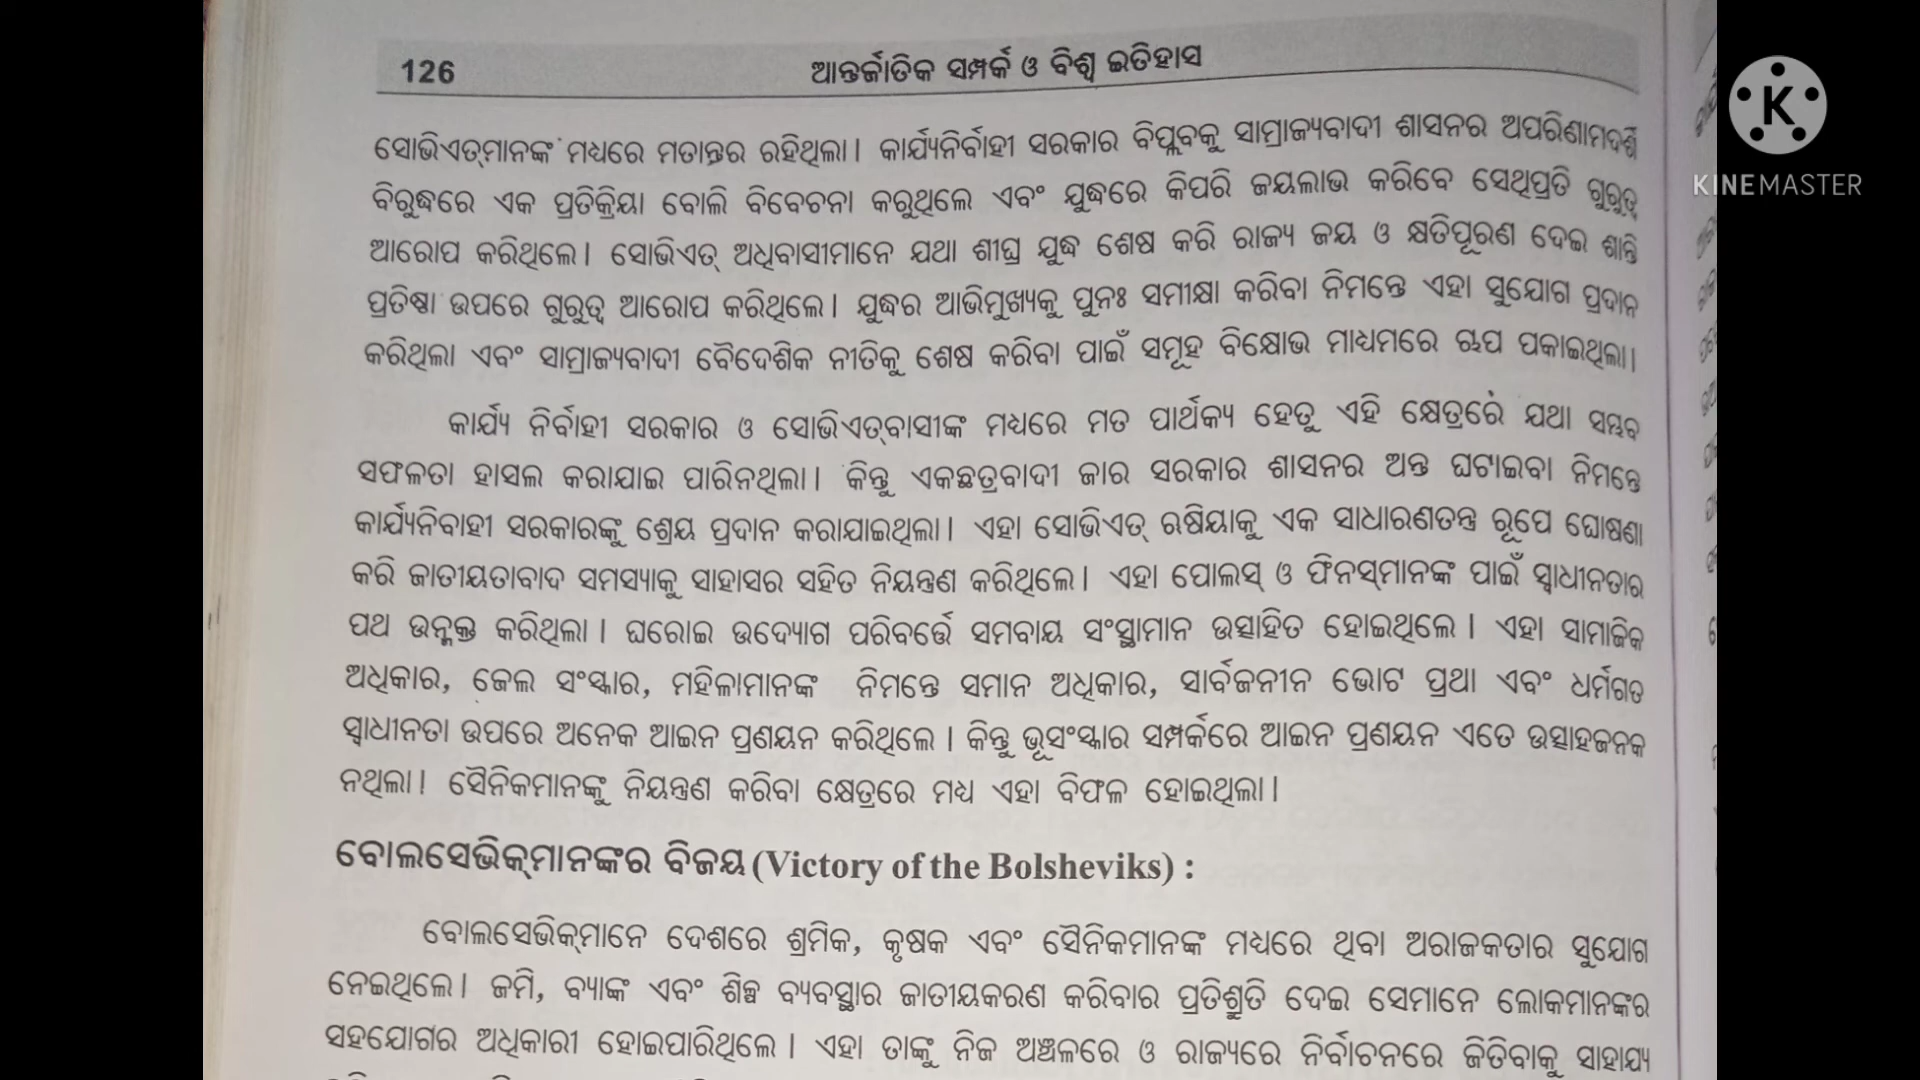 126
ଆନ୍ତର୍ଜାତିକ ସମ୍ପର୍କ ଓ ବିଶ୍ୱ ଇତିହାସ
ସୋଭିଏତ୍‌ମାନଙ୍କ ମଧ୍ୟରେ ମତାନ୍ତର ରହିଥିଲା। କାର୍ଯ୍ୟନିର୍ବାହୀ ସରକାର ବିପ୍ଳବକୁ ସାମ୍ରାଜ୍ୟବାଦୀ ଶାସନର ଅପରିଣାମଦର୍ଶି
ବିରୁଦ୍ଧରେ ଏକ ପ୍ରତିକ୍ରିୟା ବୋଲି ବିବେଚନା କରୁଥିଲେ ଏବଂ ଯୁଦ୍ଧରେ କିପରି ଜୟଲାଭ କରିବେ ସେଥିପ୍ରତି ଗୁରୁତ୍ୱ
ଆରୋପ କରିଥିଲେ। ସୋଭିଏତ୍ ଅଧିବାସୀମାନେ ଯଥା ଶୀଘ୍ର ଯୁଦ୍ଧ ଶେଷ କରି ରାଜ୍ୟ ଜୟ ଓ କ୍ଷତିପୂରଣ ଦେଇ ଶାନ୍ତି
ପ୍ରତିଷ୍ଠା ଉପରେ ଗୁରୁତ୍ୱ ଆରୋପ କରିଥିଲେ। ଯୁଦ୍ଧର ଆଭିମୁଖ୍ୟକୁ ପୁନଃ ସମୀକ୍ଷା କରିବା ନିମନ୍ତେ ଏହା ସୁଯୋଗ ପ୍ରଦାନ
କରିଥିଲା ଏବଂ ସାମ୍ରାଜ୍ୟବାଦୀ ବୈଦେଶିକ ନୀତିକୁ ଶେଷ କରିବା ପାଇଁ ସମୂହ ବିକ୍ଷୋଭ ମାଧ୍ୟମରେ ଚାପ ପକାଇଥିଲା।
କାର୍ଯ୍ୟ ନିର୍ବାହୀ ସରକାର ଓ ସୋଭିଏତ୍‌ବାସୀଙ୍କ ମଧ୍ୟରେ ମତ ପାର୍ଥକ୍ୟ ହେତୁ ଏହି କ୍ଷେତ୍ରରେ ଯଥା ସମ୍ଭବ
ସଫଳତା ହାସଲ କରାଯାଇ ପାରିନଥିଲା। କିନ୍ତୁ ଏକଛତ୍ରବାଦୀ ଜାର ସରକାର ଶାସନର ଅନ୍ତ ଘଟାଇବା ନିମନ୍ତେ
କାର୍ଯ୍ୟନିବାହୀ ସରକାରଙ୍କୁ ଶ୍ରେୟ ପ୍ରଦାନ କରାଯାଇଥିଲା। ଏହା ସୋଭିଏତ୍ ଋଷିୟାକୁ ଏକ ସାଧାରଣତନ୍ତ୍ର ରୂପେ ଘୋଷଣା
କରି ଜାତୀୟତାବାଦ ସମସ୍ୟାକୁ ସାହାସର ସହିତ ନିୟନ୍ତ୍ରଣ କରିଥିଲେ। ଏହା ପୋଲସ୍ ଓ ଫିନସ୍‌ମାନଙ୍କ ପାଇଁ ସ୍ୱାଧୀନତାର
ପଥ ଉନ୍ମକ୍ତ କରିଥିଲା। ଘରୋଇ ଉଦ୍ୟୋଗ ପରିବର୍ତ୍ତେ ସମବାୟ ସଂସ୍ଥାମାନ ଉତ୍ସାହିତ ହୋଇଥିଲେ। ଏହା ସାମାଜିକ
ଅଧିକାର, ଜେଲ ସଂସ୍କାର, ମହିଳାମାନଙ୍କ ନିମନ୍ତେ ସମାନ ଅଧିକାର, ସାର୍ବଜନୀନ ଭୋଟ ପ୍ରଥା ଏବଂ ଧର୍ମଗତ
ସ୍ୱାଧୀନତା ଉପରେ ଅନେକ ଆଇନ ପ୍ରଣୟନ କରିଥିଲେ। କିନ୍ତୁ ଭୂସଂସ୍କାର ସମ୍ପର୍କରେ ଆଇନ ପ୍ରଣୟନ ଏତେ ଉତ୍ସାହଜନକ
ନଥିଲା। ସୈନିକମାନଙ୍କୁ ନିୟନ୍ତ୍ରଣ କରିବା କ୍ଷେତ୍ରରେ ମଧ୍ୟ ଏହା ବିଫଳ ହୋଇଥିଲା।
ବୋଲସେଭିକ୍‌ମାନଙ୍କର ବିଜୟ (Victory of the Bolsheviks) :
ବୋଲସେଭିକ୍‌ମାନେ ଦେଶରେ ଶ୍ରମିକ, କୃଷକ ଏବଂ ସୈନିକମାନଙ୍କ ମଧ୍ୟରେ ଥିବା ଅରାଜକତାର ସୁଯୋଗ
ନେଇଥିଲେ। ଜମି, ବ୍ୟାଙ୍କ ଏବଂ ଶିଳ୍ପ ବ୍ୟବସ୍ଥାର ଜାତୀୟକରଣ କରିବାର ପ୍ରତିଶ୍ରୁତି ଦେଇ ସେମାନେ ଲୋକମାନଙ୍କର
ସହଯୋଗର ଅଧିକାରୀ ହୋଇପାରିଥିଲେ। ଏହା ତାଙ୍କୁ ନିଜ ଅଞ୍ଚଳରେ ଓ ରାଜ୍ୟରେ ନିର୍ବାଚନରେ ଜିତିବାକୁ ସାହାଯ୍ୟ
K
KINEMASTER